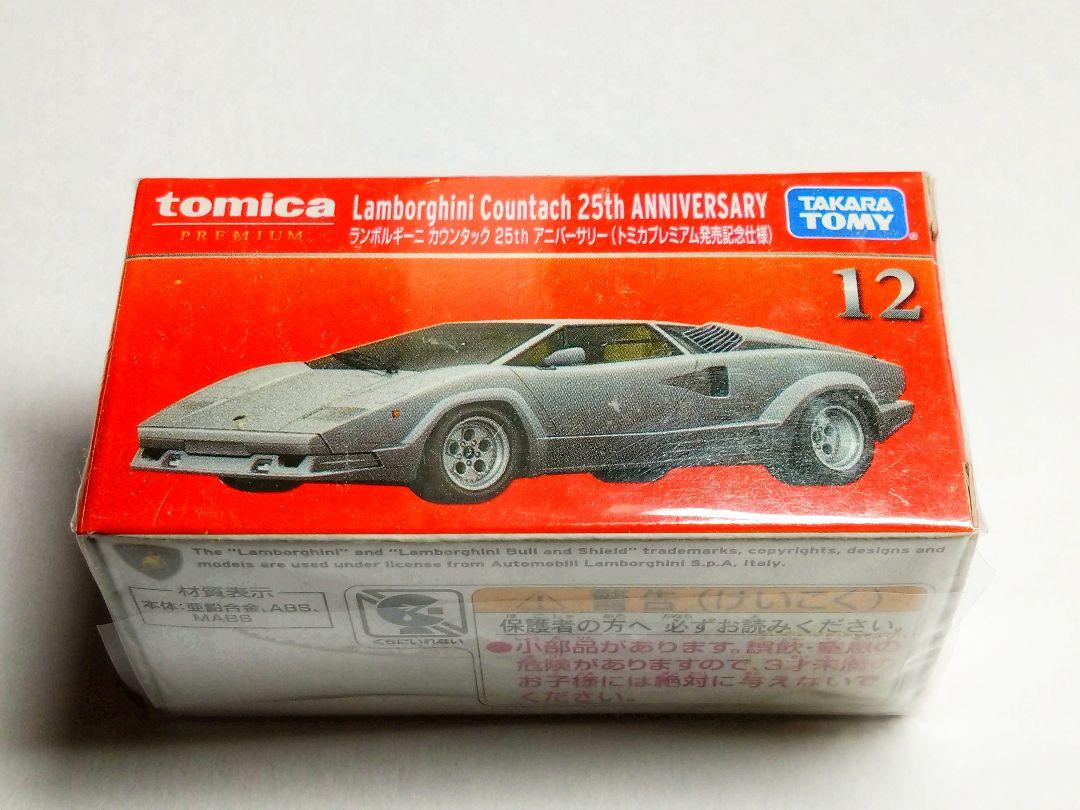 tomica
PREMIUM
Lamborghini Countach 25th ANNIVERSARY
ランボルギーニ カウンタック 25th アニバーサリー(トミカプレミアム発売記念仕様)
TAKARA
TOMY
12
The "Lamborghini" and "Lamborghini Bull and Shield" trademarks, copyrights, designs and
models are used under license from Automobili Lamborghini S.p.A, Italy.
材質表示
本体:亜鉛合金、ABS、
MABS
くちにいれない
警告(けいこく)
保護者の方へ 必ずお読みください。
●小部品があります。誤飲・窒息の
危険がありますので、3才未満の
お子様には絶対に与えないで
ください。